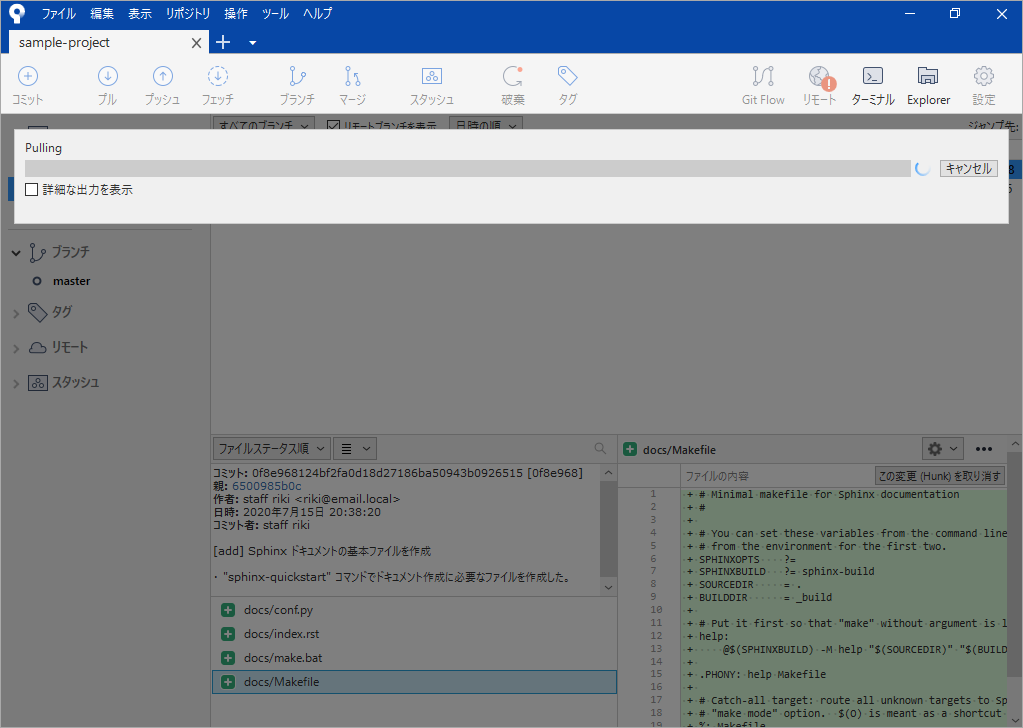 ファイル 編集 表示 リポジトリ 操作 ツール ヘルプ
sample-project
コミット プル プッシュ フェッチ ブランチ マージ スタッシュ 破棄 タグ Git Flow リモート ターミナル Explorer 設定
すべてのブランチ リモートブランチを表示 日時の順 ジャンプ先:
Pulling
キャンセル
詳細な出力を表示
ブランチ
master
タグ
リモート
スタッシュ
ファイルステータス順
コミット: 0f8e968124bf2fa0d18d27186ba50943b0926515 [0f8e968]
親: 6500985b0c
作者: staff riki <riki@email.local>
日時: 2020年7月15日 20:38:20
コミット者: staff riki
[add] Sphinx ドキュメントの基本ファイルを作成
・ "sphinx-quickstart" コマンドでドキュメント作成に必要なファイルを作成した。
docs/conf.py
docs/index.rst
docs/make.bat
docs/Makefile
docs/Makefile
ファイルの内容 この変更 (Hunk) を取り消す
1 + # Minimal makefile for Sphinx documentation
2 + #
3 +
4 + # You can set these variables from the command line
5 + # from the environment for the first two.
6 + SPHINXOPTS ?=
7 + SPHINXBUILD ?= sphinx-build
8 + SOURCEDIR = .
9 + BUILDDIR = _build
10 +
11 + # Put it first so that "make" without argument is l
12 + help:
13 + @$(SPHINXBUILD) -M help "$(SOURCEDIR)" "$(BUILD
14 +
15 + .PHONY: help Makefile
16 +
17 + # Catch-all target: route all unknown targets to Sp
18 + # "make mode" option. $(O) is meant as a shortcut
19 + %: Makefile